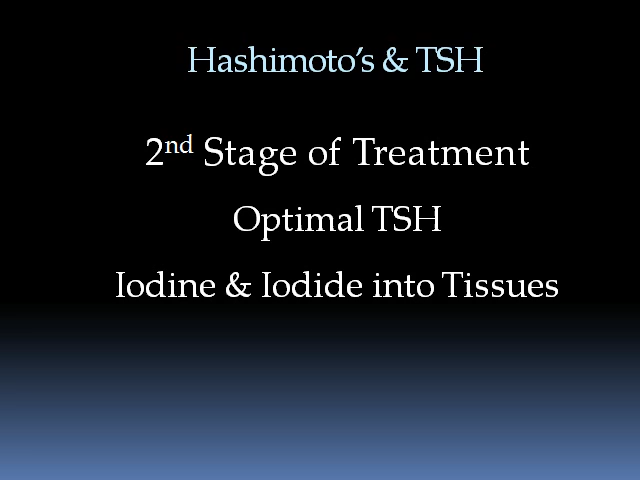 Hashimoto’s & TSH
2nd Stage of Treatment
Optimal TSH
Iodine & Iodide into Tissues